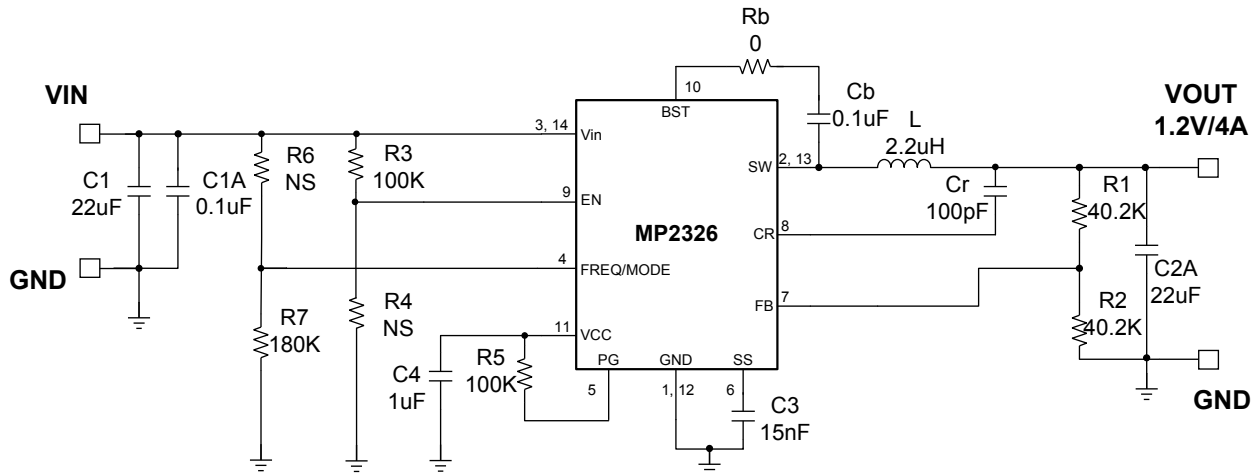 Rb
0
10
BST
Cb
0.1uF
VIN
3, 14
Vin
R6
NS
R3
100K
C1
22uF
C1A
0.1uF
9
EN
SW
2, 13
L
2.2uH
VOUT
1.2V/4A
Cr
100pF
R1
40.2K
MP2326
CR
8
GND
4
FREQ/MODE
FB
7
C2A
22uF
R2
40.2K
R7
180K
R4
NS
11
VCC
C4
1uF
R5
100K
PG
GND
SS
5
1, 12
6
C3
15nF
GND